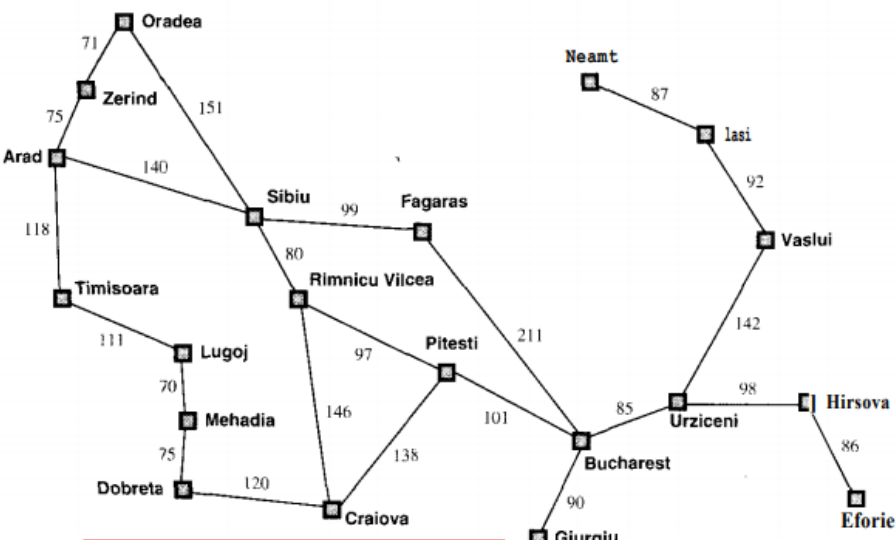 Oradea
71
Neamt
87
Zerind
151
75
Iasi
Arad
140
92
Sibiu
99
Fagaras
118
80
Vaslui
Timisoara
Rimnicu Vilcea
111
97
Pitesti
211
142
Lugoj
70
146
101
85
98
Hirsova
Urziceni
Mehadia
75
138
86
Dobreta
120
Bucharest
90
Craiova
Eforie
Giurgiu